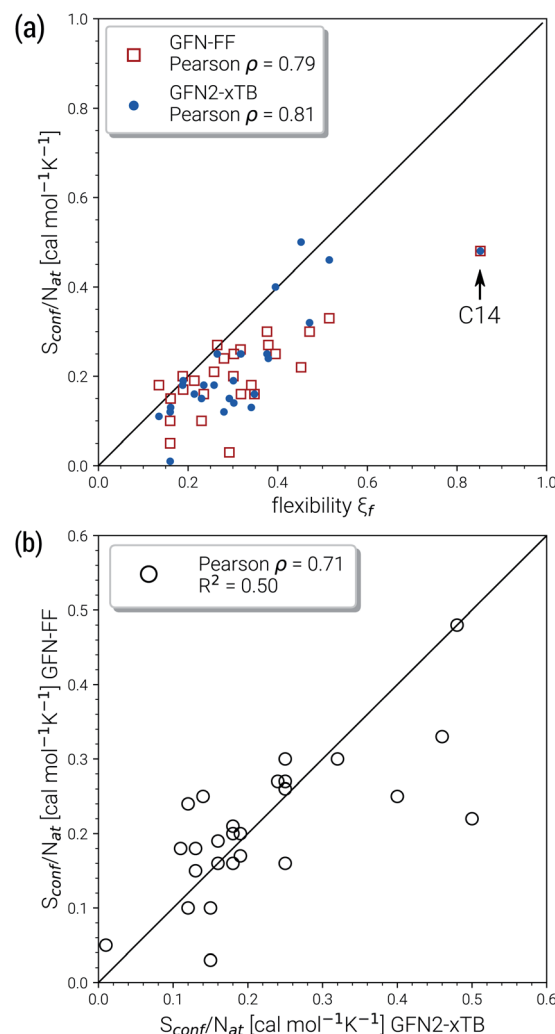 (a)
GFN-FF
Pearson ρ = 0.79
GFN2-xTB
Pearson ρ = 0.81
C14
1.0
0.8
0.6
0.4
0.2
0.0
0.0 0.2 0.4 0.6 0.8 1.0
S_conf/N_at [cal mol⁻¹K⁻¹]
flexibility ξ_f
(b)
Pearson ρ = 0.71
R² = 0.50
0.6
0.5
0.4
0.3
0.2
0.1
0.0
0.0 0.1 0.2 0.3 0.4 0.5 0.6
S_conf/N_at [cal mol⁻¹K⁻¹] GFN-FF
S_conf/N_at [cal mol⁻¹K⁻¹] GFN2-xTB